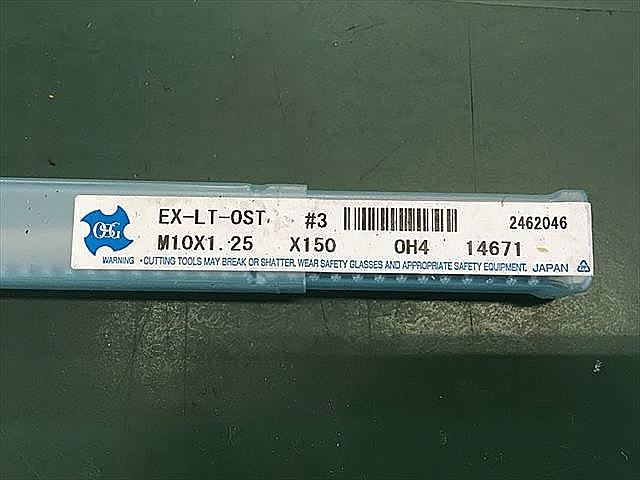 OSG
EX-LT-OST #3 2462046
M10X1.25 X150 OH4 14671
WARNING • CUTTING TOOLS MAY BREAK OR SHATTER. WEAR SAFETY GLASSES AND APPROPRIATE SAFETY EQUIPMENT. JAPAN